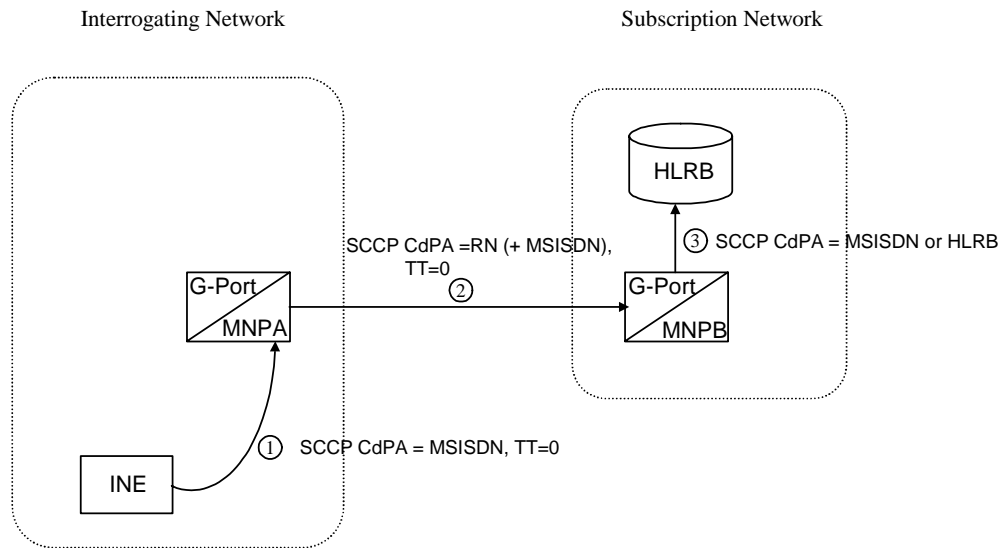 Interrogating Network
Subscription Network
HLRB
SCCP CdPA =RN (+ MSISDN),
TT=0
3 SCCP CdPA = MSISDN or HLRB
G-Port
MNPA
2
G-Port
MNPB
1 SCCP CdPA = MSISDN, TT=0
INE